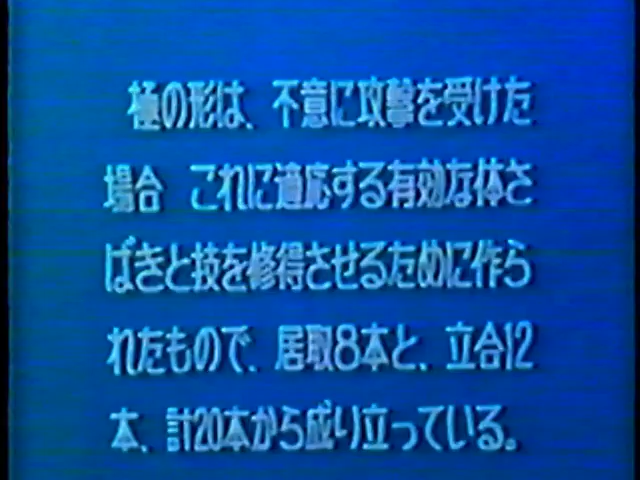 極の形は、不意に攻撃を受けた
場合 これに適応する有効な体さ
ばきと技を修得させるために作ら
れたもので、居取8本と、立合12
本、計20本から成り立っている。